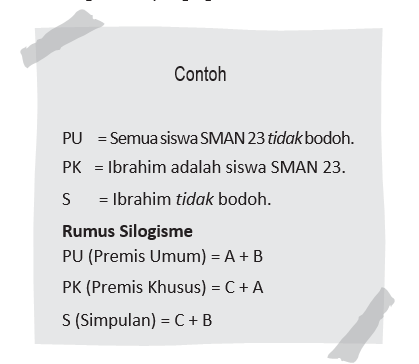 Contoh
PU = Semua siswa SMAN 23 tidak bodoh.
PK = Ibrahim adalah siswa SMAN 23.
S = Ibrahim tidak bodoh.
Rumus Silogisme
PU (Premis Umum) = A + B
PK (Premis Khusus) = C + A
S (Simpulan) = C + B